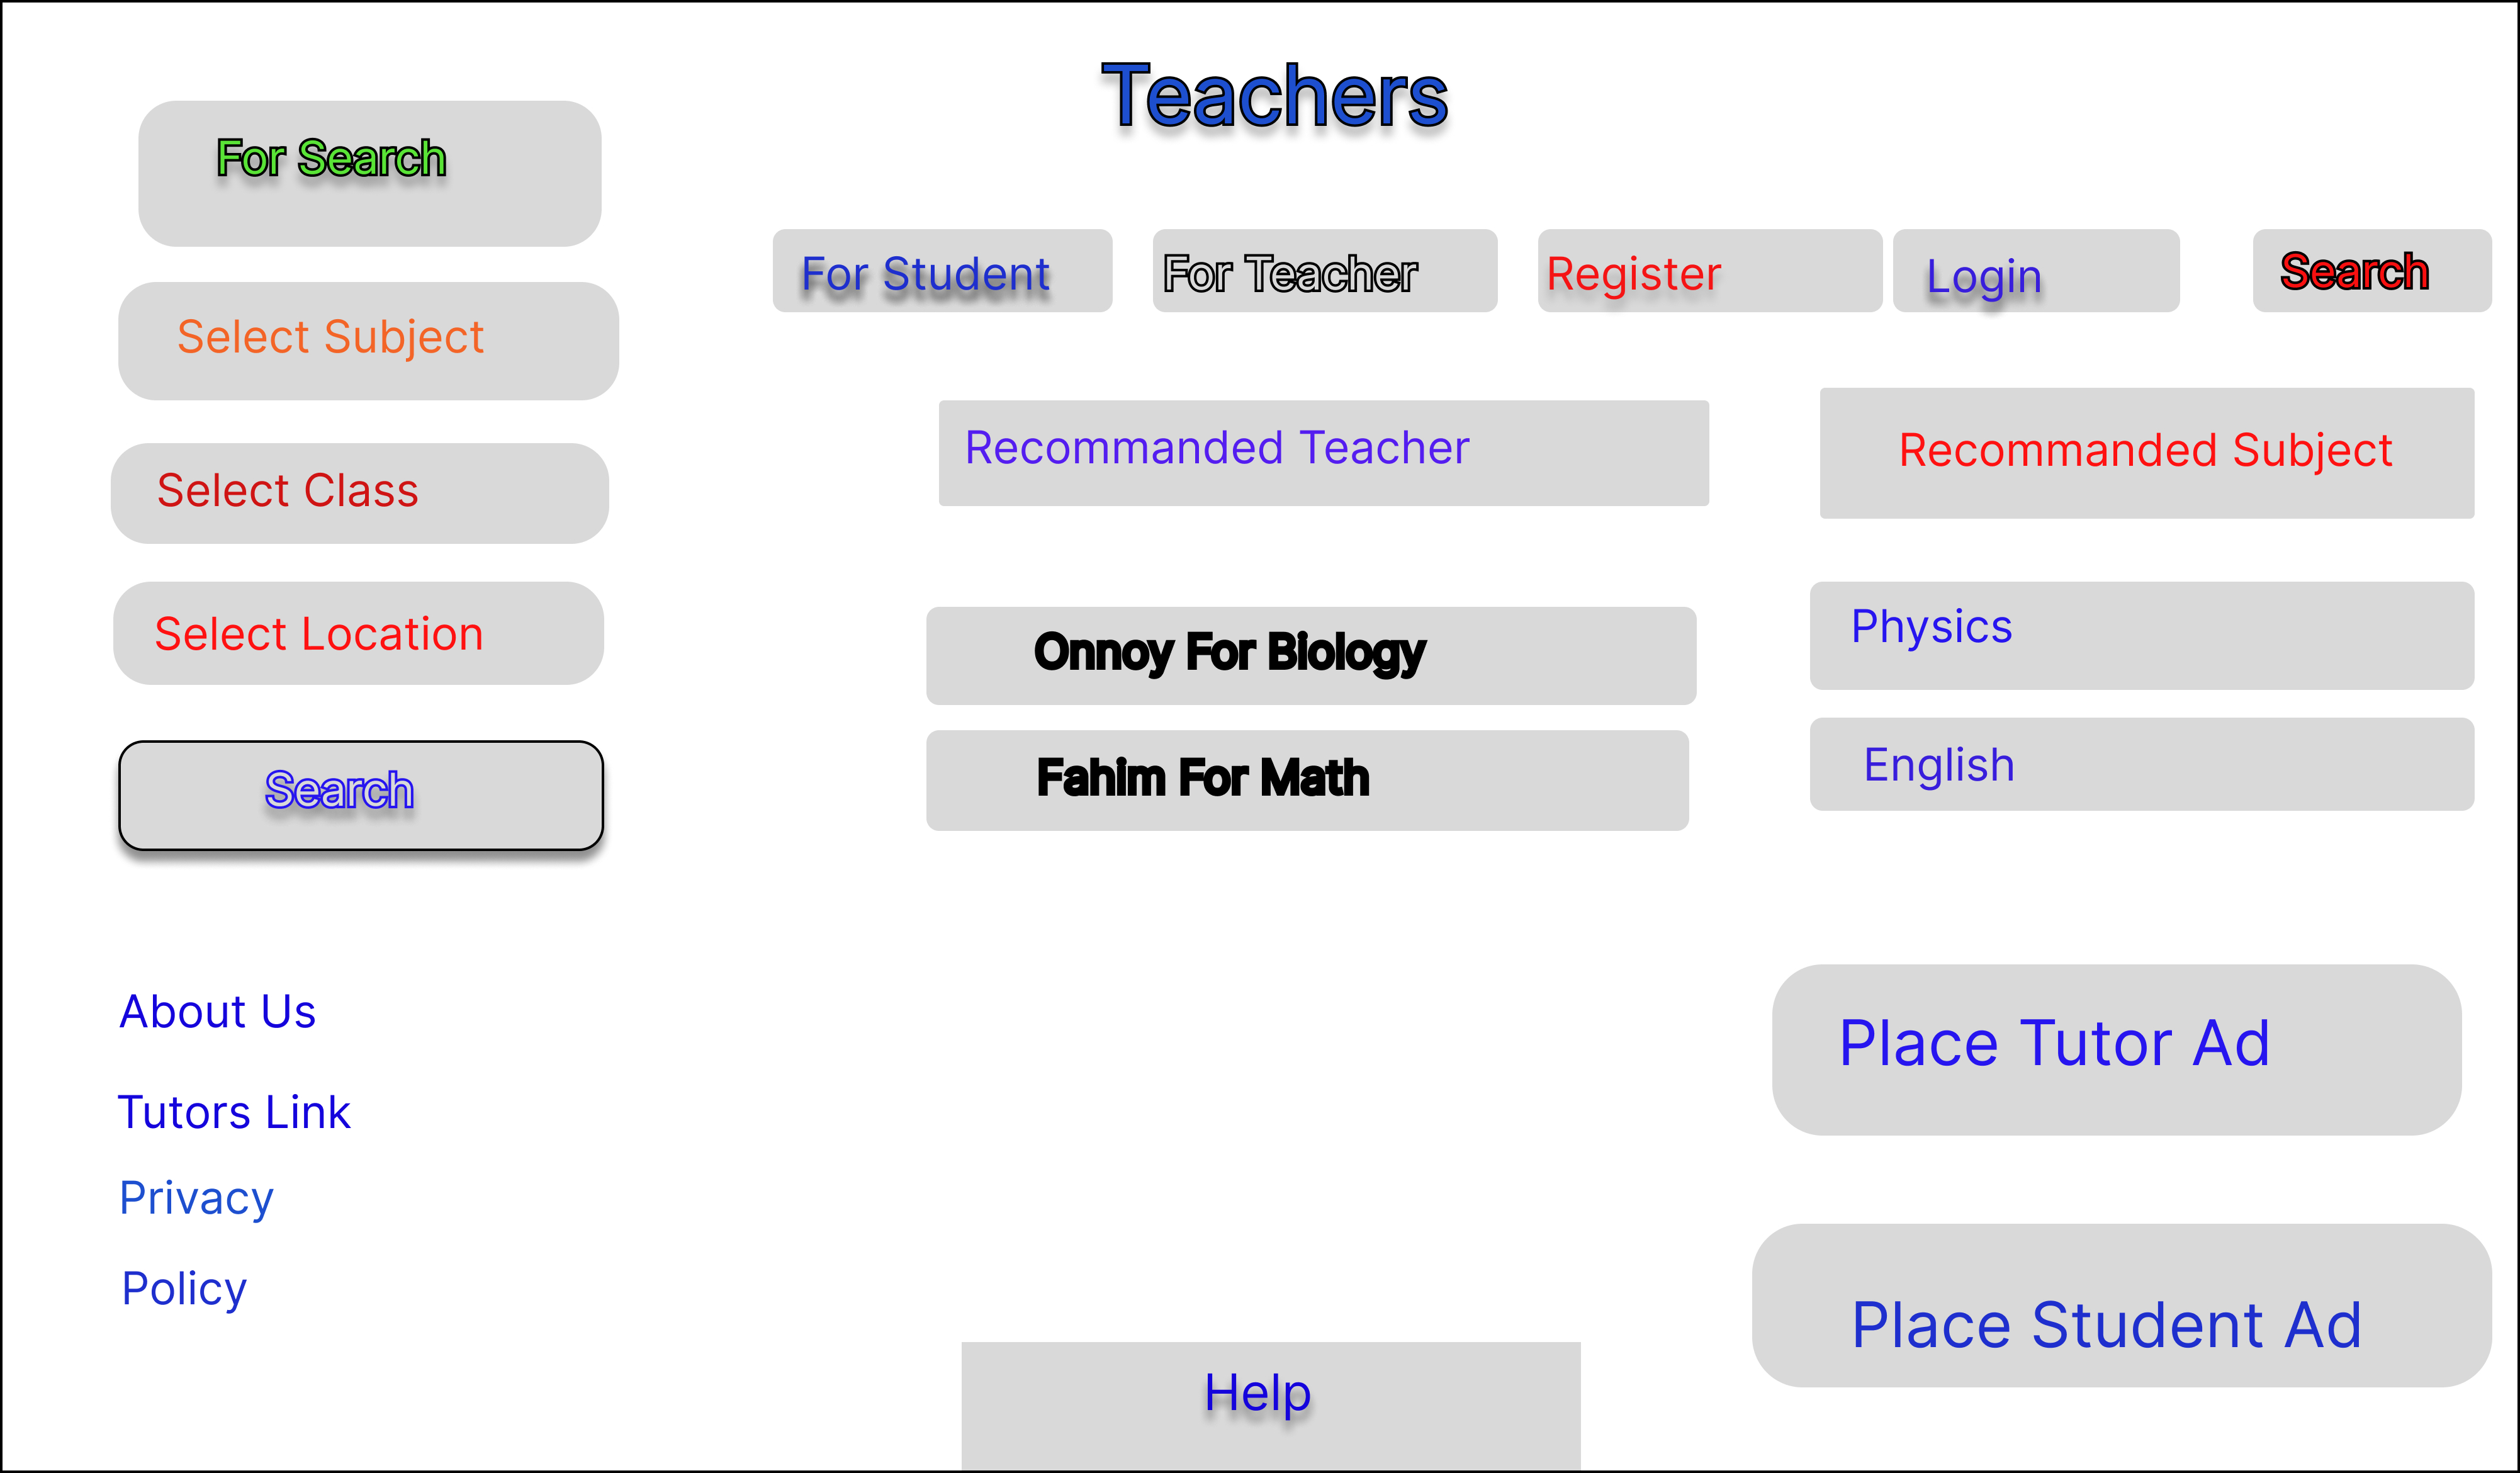 Teachers
For Search
For Student
For Teacher
Register
Login
Search
Select Subject
Select Class
Select Location
Search
Recommanded Teacher
Onnoy For Biology
Fahim For Math
Recommanded Subject
Physics
English
About Us
Tutors Link
Privacy
Policy
Place Tutor Ad
Place Student Ad
Help